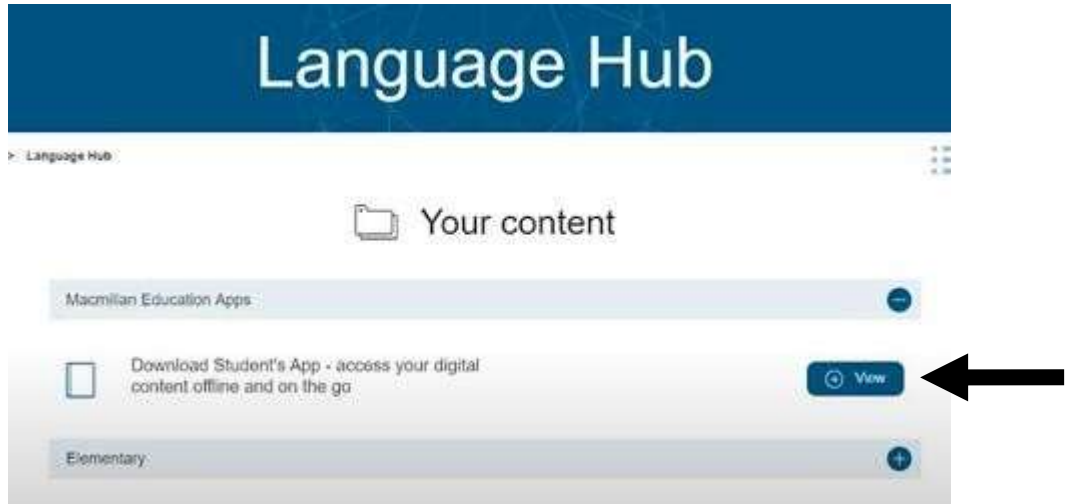 Language Hub
> Language Hub
Your content
Macmillan Education Apps
Download Student's App - access your digital
content offline and on the go
View
Elementary